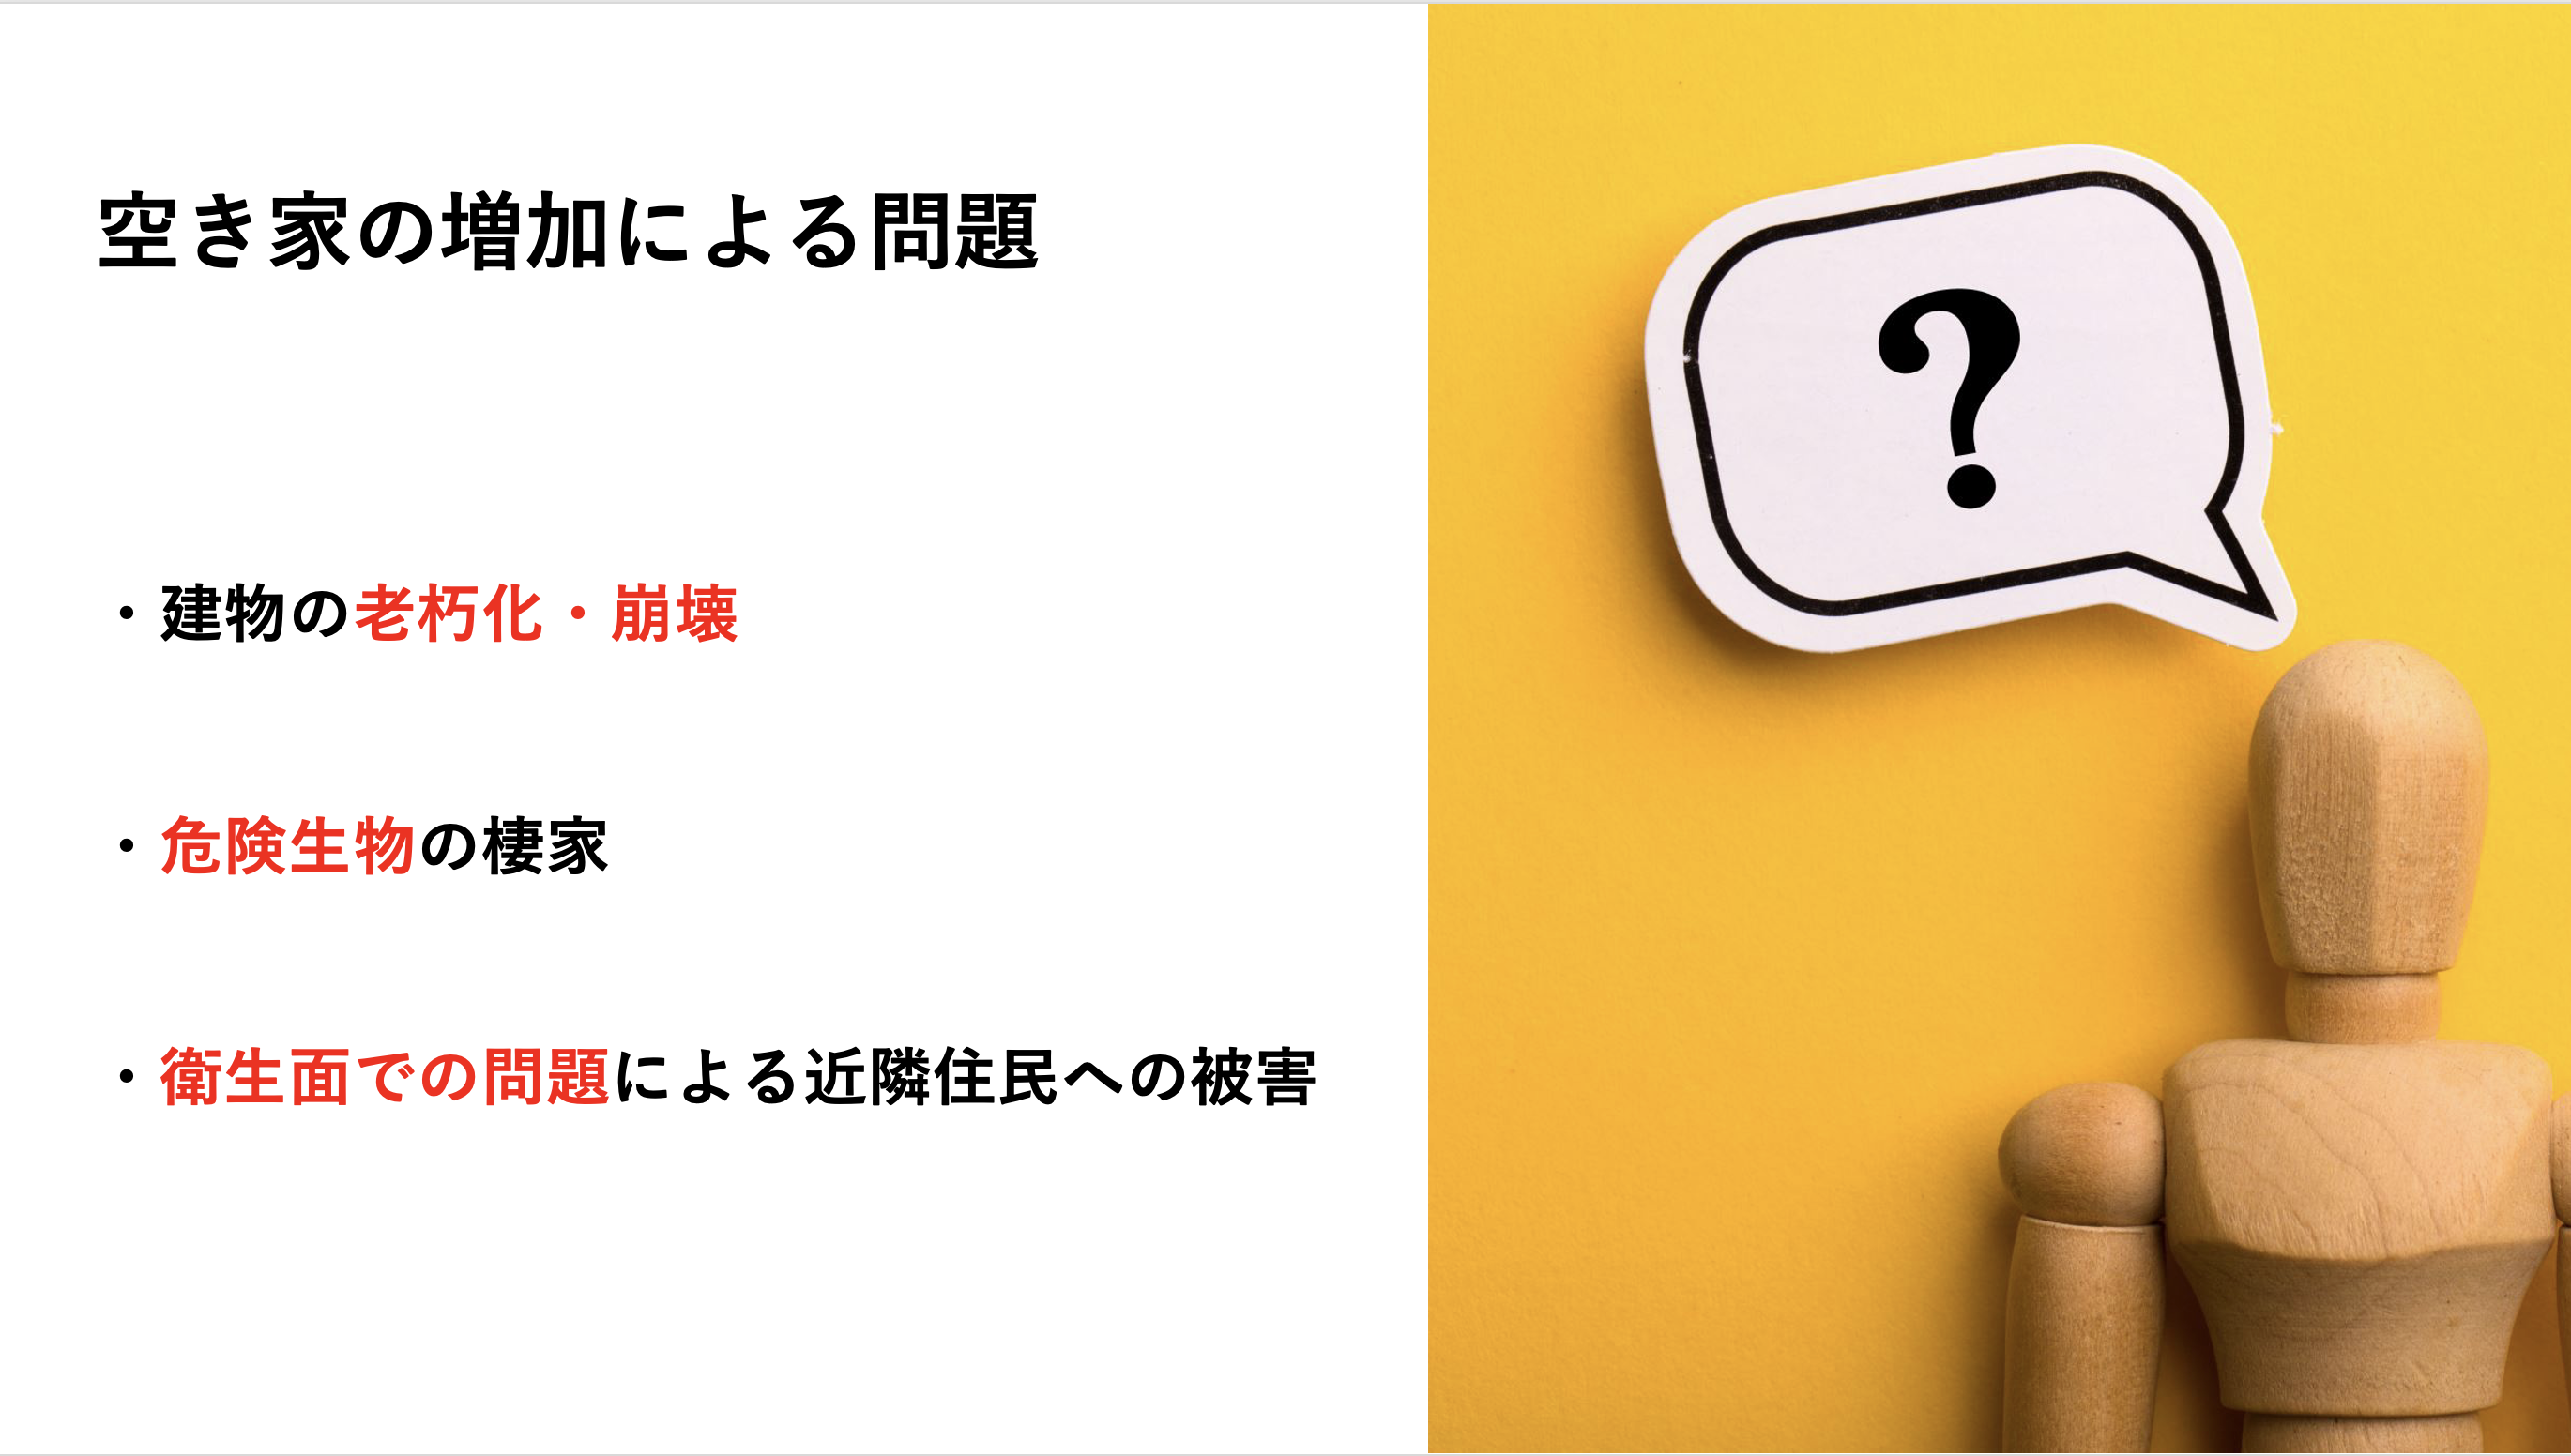 空き家の増加による問題
・建物の老朽化・崩壊
・危険生物の棲家
・衛生面での問題による近隣住民への被害
?